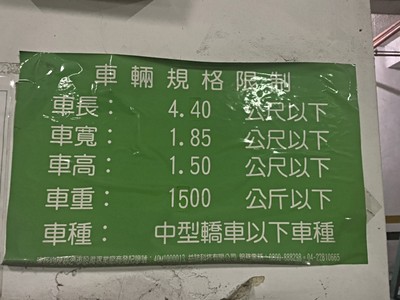 車輛規格限制
車長： 4.40 公尺以下
車寬： 1.85 公尺以下
車高： 1.50 公尺以下
車重： 1500 公斤以下
車種： 中型轎車以下車種